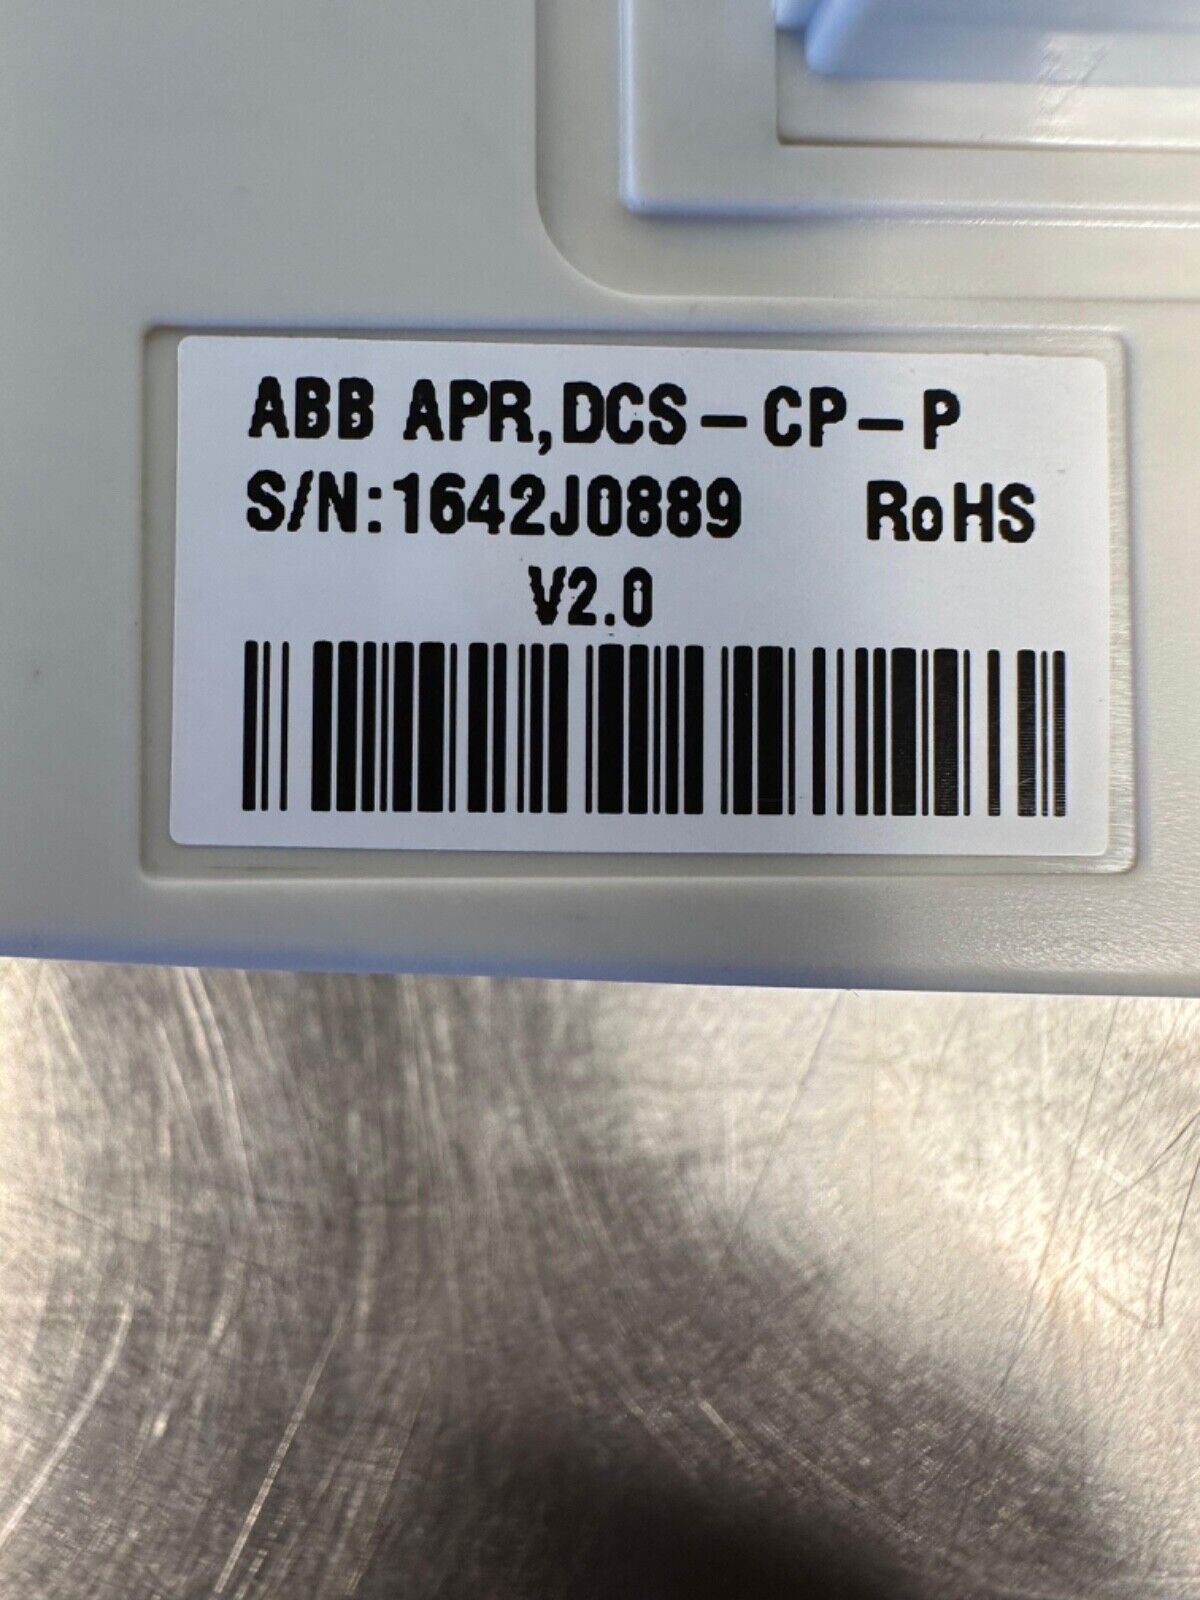 ABB APR,DCS-CP-P
S/N:1642J0889 RoHS
V2.0